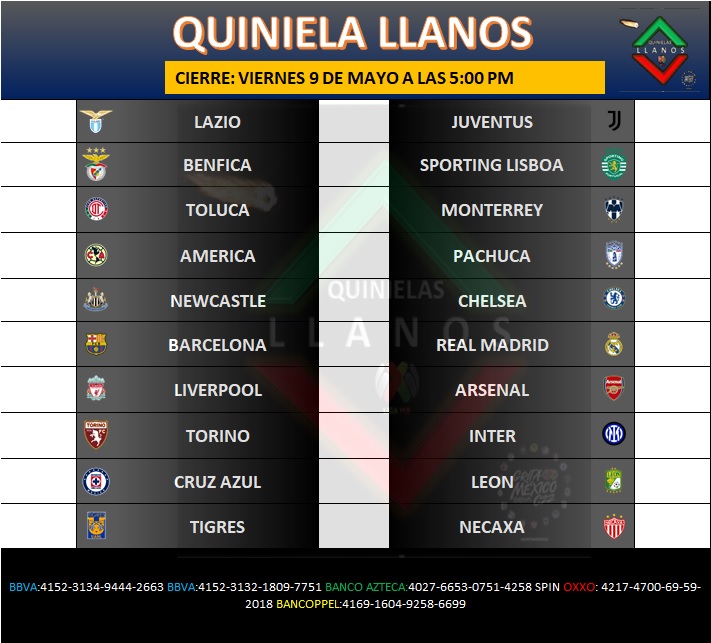 QUINIELA LLANOS
QUINIELAS
LLANOS
CIERRE: VIERNES 9 DE MAYO A LAS 5:00 PM
LAZIO JUVENTUS
BENFICA SPORTING LISBOA
TOLUCA MONTERREY
AMERICA PACHUCA
NEWCASTLE CHELSEA
QUINIELAS
LLANOS
BARCELONA REAL MADRID
LIVERPOOL ARSENAL
TORINO INTER
CRUZ AZUL LEON
TIGRES NECAXA
BBVA:4152-3134-9444-2663 BBVA:4152-3132-1809-7751 BANCO AZTECA:4027-6653-0751-4258 SPIN OXXO: 4217-4700-69-59-
2018 BANCOPPEL:4169-1604-9258-6699